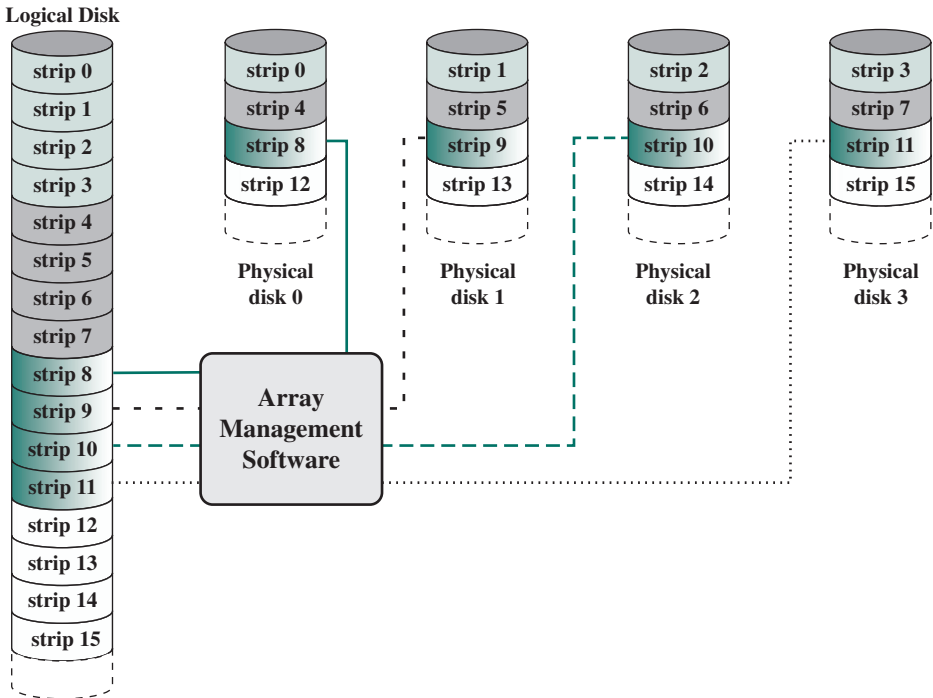 Logical Disk
strip 0
strip 1
strip 2
strip 3
strip 4
strip 5
strip 6
strip 7
strip 8
strip 9
strip 10
strip 11
strip 12
strip 13
strip 14
strip 15
strip 0
strip 4
strip 8
strip 12
Physical
disk 0
strip 1
strip 5
strip 9
strip 13
Physical
disk 1
strip 2
strip 6
strip 10
strip 14
Physical
disk 2
strip 3
strip 7
strip 11
strip 15
Physical
disk 3
Array
Management
Software